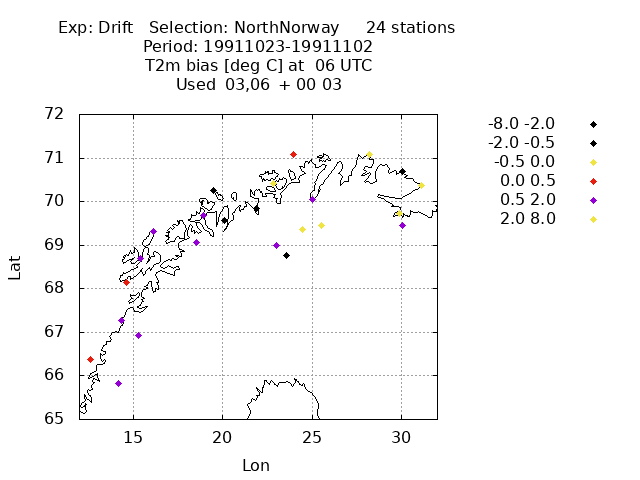 Exp: Drift   Selection: NorthNorway     24 stations
Period: 19911023-19911102
T2m bias [deg C] at  06 UTC
Used  03,06  + 00 03
-8.0 -2.0
-2.0 -0.5
-0.5 0.0
0.0 0.5
0.5 2.0
2.0 8.0
72
71
70
69
68
67
66
65
Lat
15 20 25 30
Lon